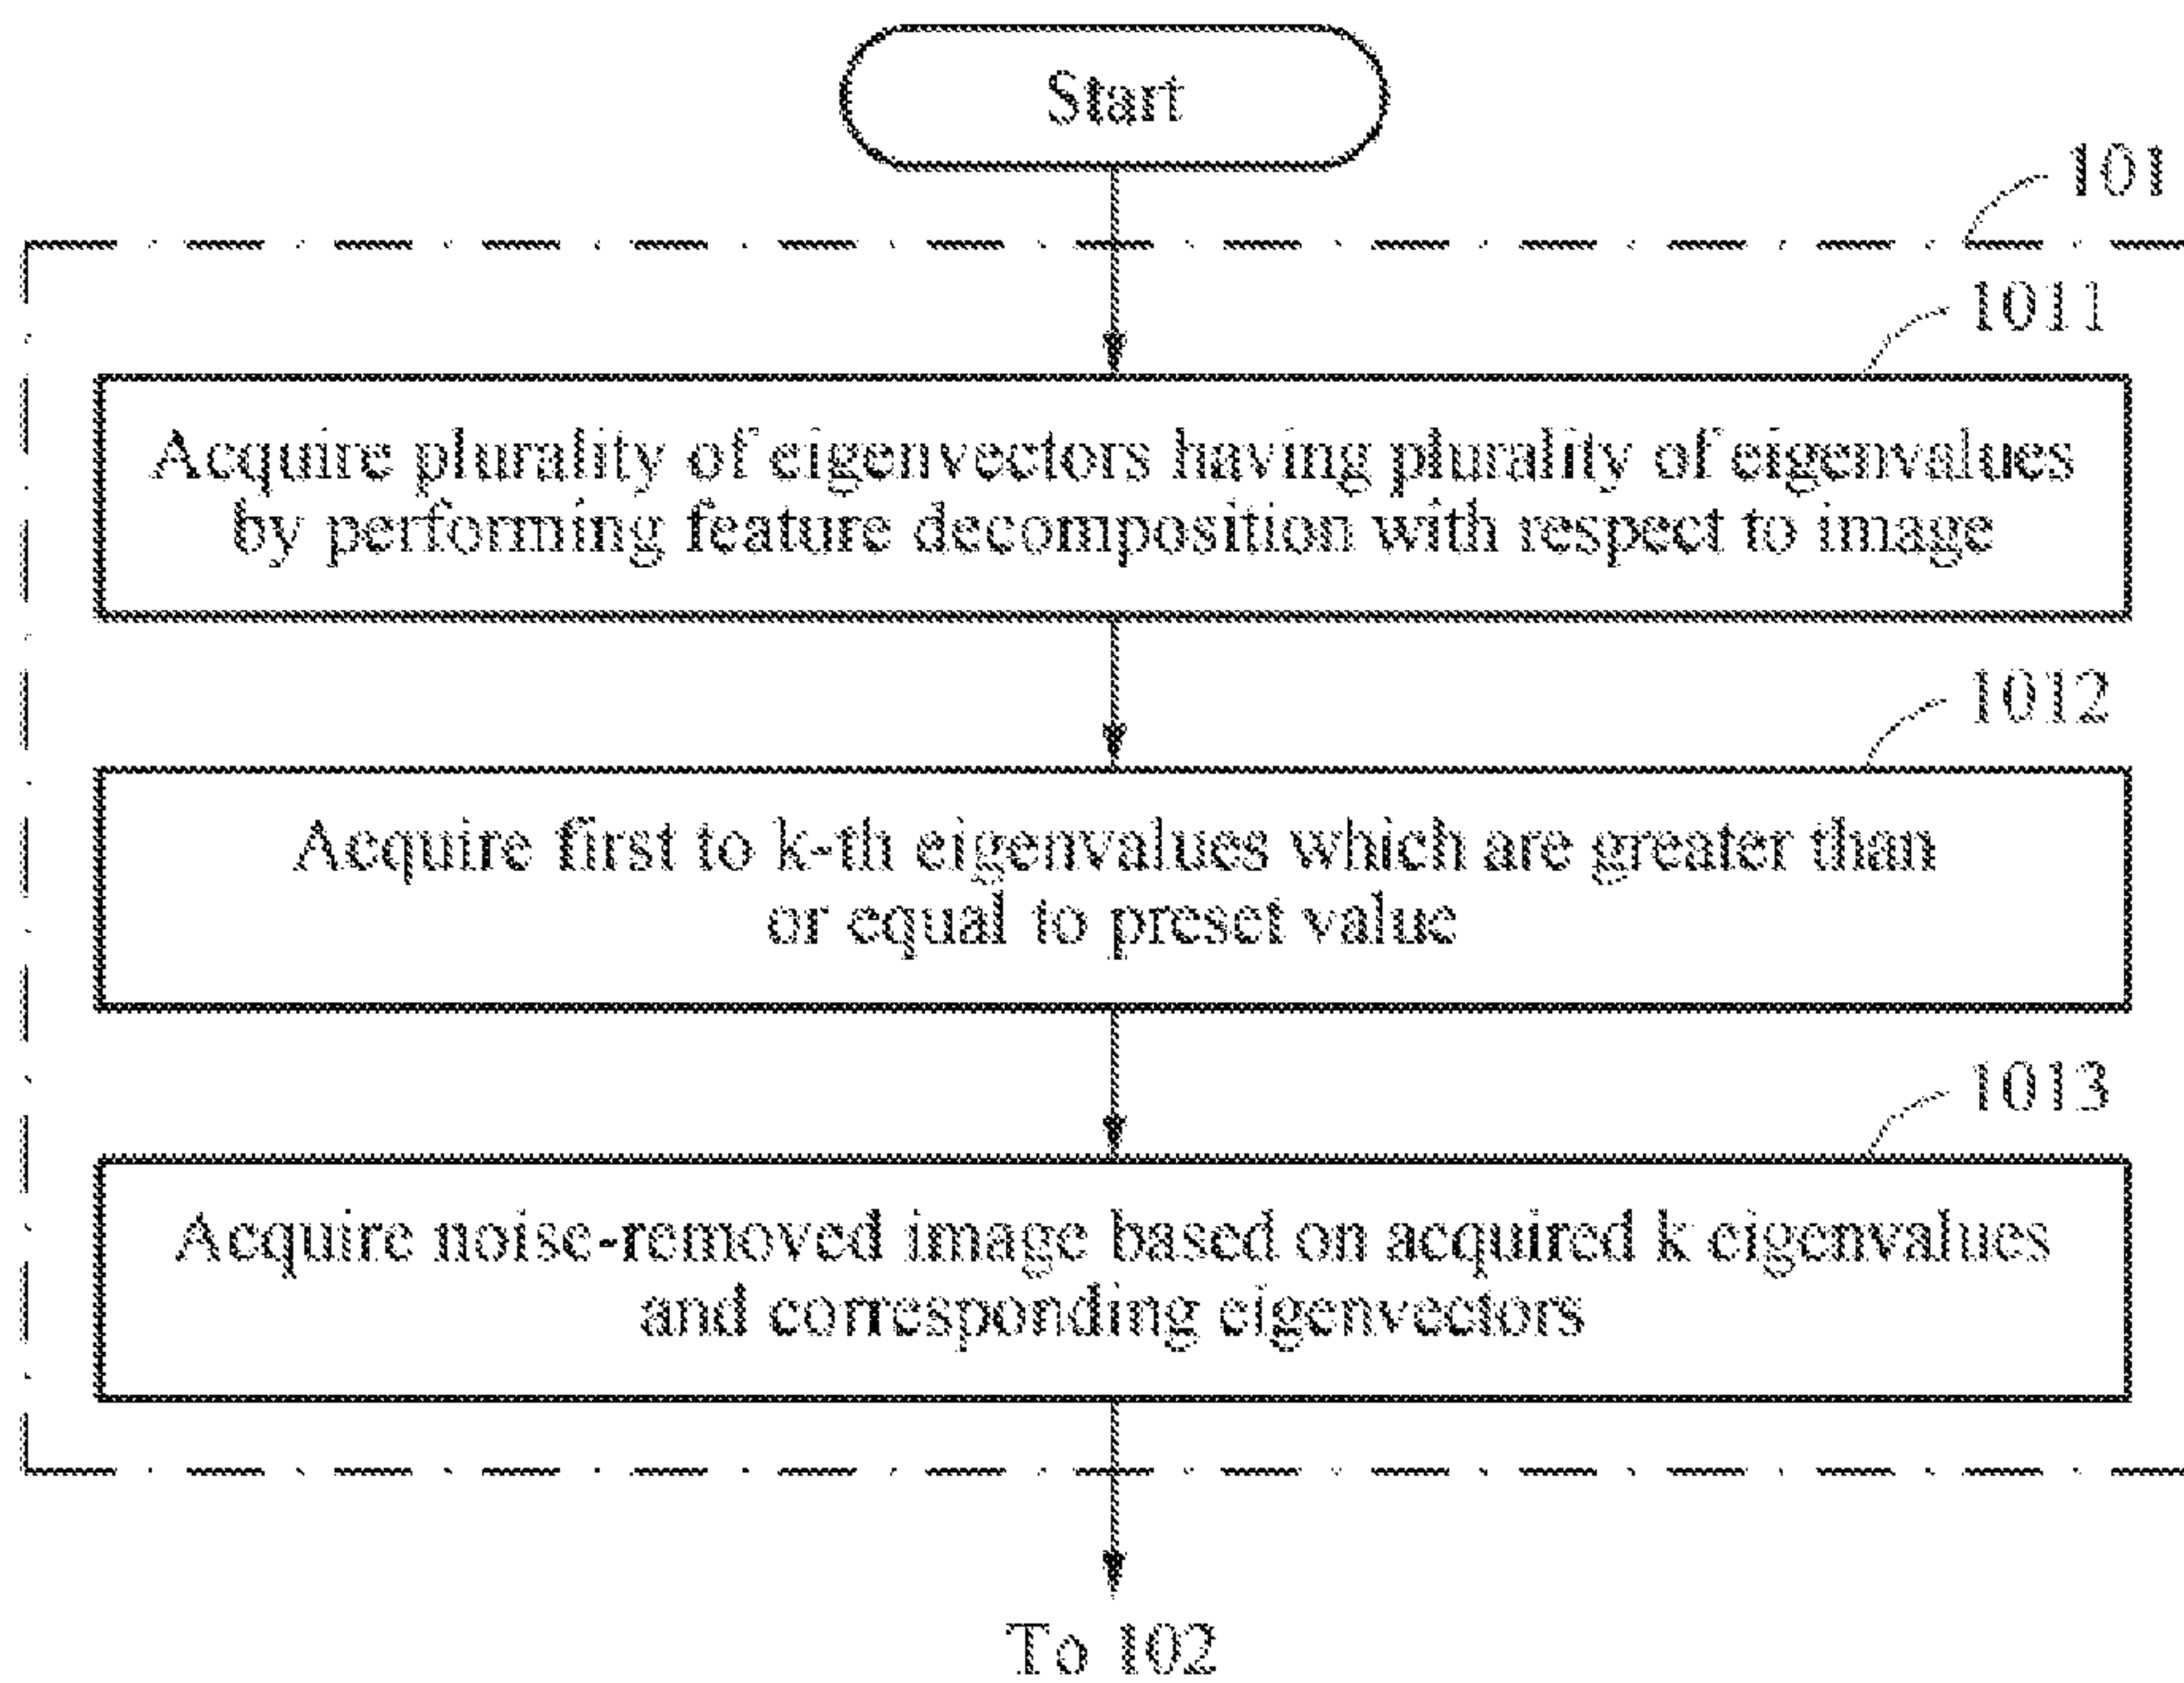 Start
101
1011
Acquire plurality of eigenvectors having plurality of eigenvalues
by performing feature decomposition with respect to image
1012
Acquire first to k-th eigenvalues which are greater than
or equal to preset value
1013
Acquire noise-removed image based on acquired k eigenvalues
and corresponding eigenvectors
To 102